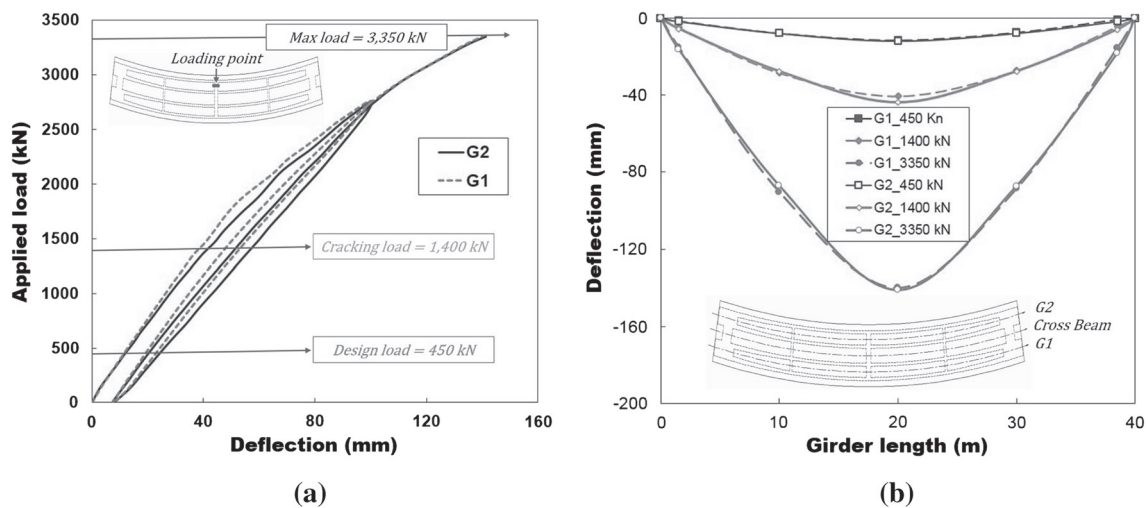 3500
3000
2500
2000
1500
1000
500
0
Applied load (kN)
Max load = 3,350 kN
Loading point
G2
G1
Cracking load = 1,400 kN
Design load = 450 kN
0 40 80 120 160
Deflection (mm)
(a)
0
-40
-80
-120
-160
-200
Deflection (mm)
G1_450 Kn
G1_1400 kN
G1_3350 kN
G2_450 kN
G2_1400 kN
G2_3350 kN
G2
Cross Beam
G1
0 10 20 30 40
Girder length (m)
(b)